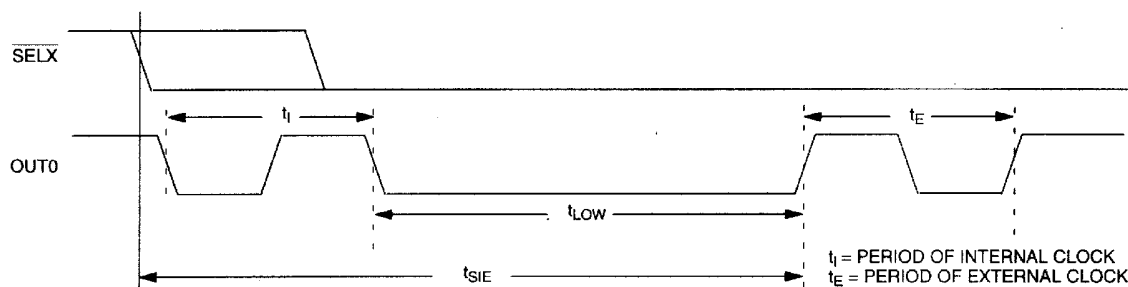 SELX
tI
tE
OUT0
tLOW
tSIE
tI = PERIOD OF INTERNAL CLOCK
tE = PERIOD OF EXTERNAL CLOCK